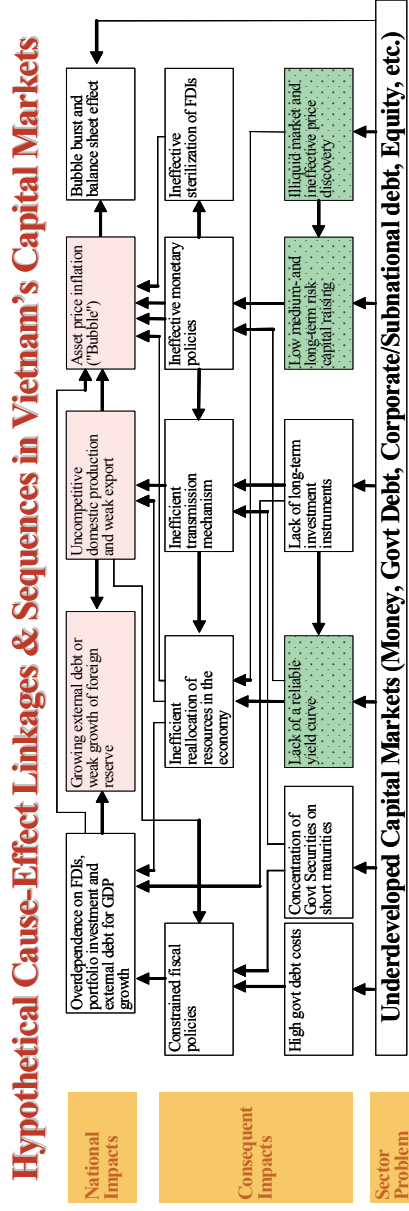 Hypothetical Cause-Effect Linkages & Sequences in Vietnam's Capital Markets
National
Impacts
Overdependence on FDIs,
portfolio investment and
external debt for GDP
growth
Growing external debt or
weak growth of foreign
reserve
Uncompetitive
domestic production
and weak export
Asset price inflation
("Bubble")
Bubble burst and
balance sheet effect
Consequent
Impacts
Constrained fiscal
policies
Inefficient
reallocation of
resources in the
economy
Inefficient
transmission
mechanism
Ineffective monetary
policies
Ineffective
sterilization of FDIs
High govt debt costs
Concentration of
Govt Securities on
short maturities
Lack of a reliable
yield curve
Lack of long-term
investment
instruments
Low medium- and
long-term risk
capital raising
Illiquid market and
ineffective price
discovery
Sector
Problem
Underdeveloped Capital Markets (Money, Govt Debt, Corporate/Subnational debt, Equity, etc.)